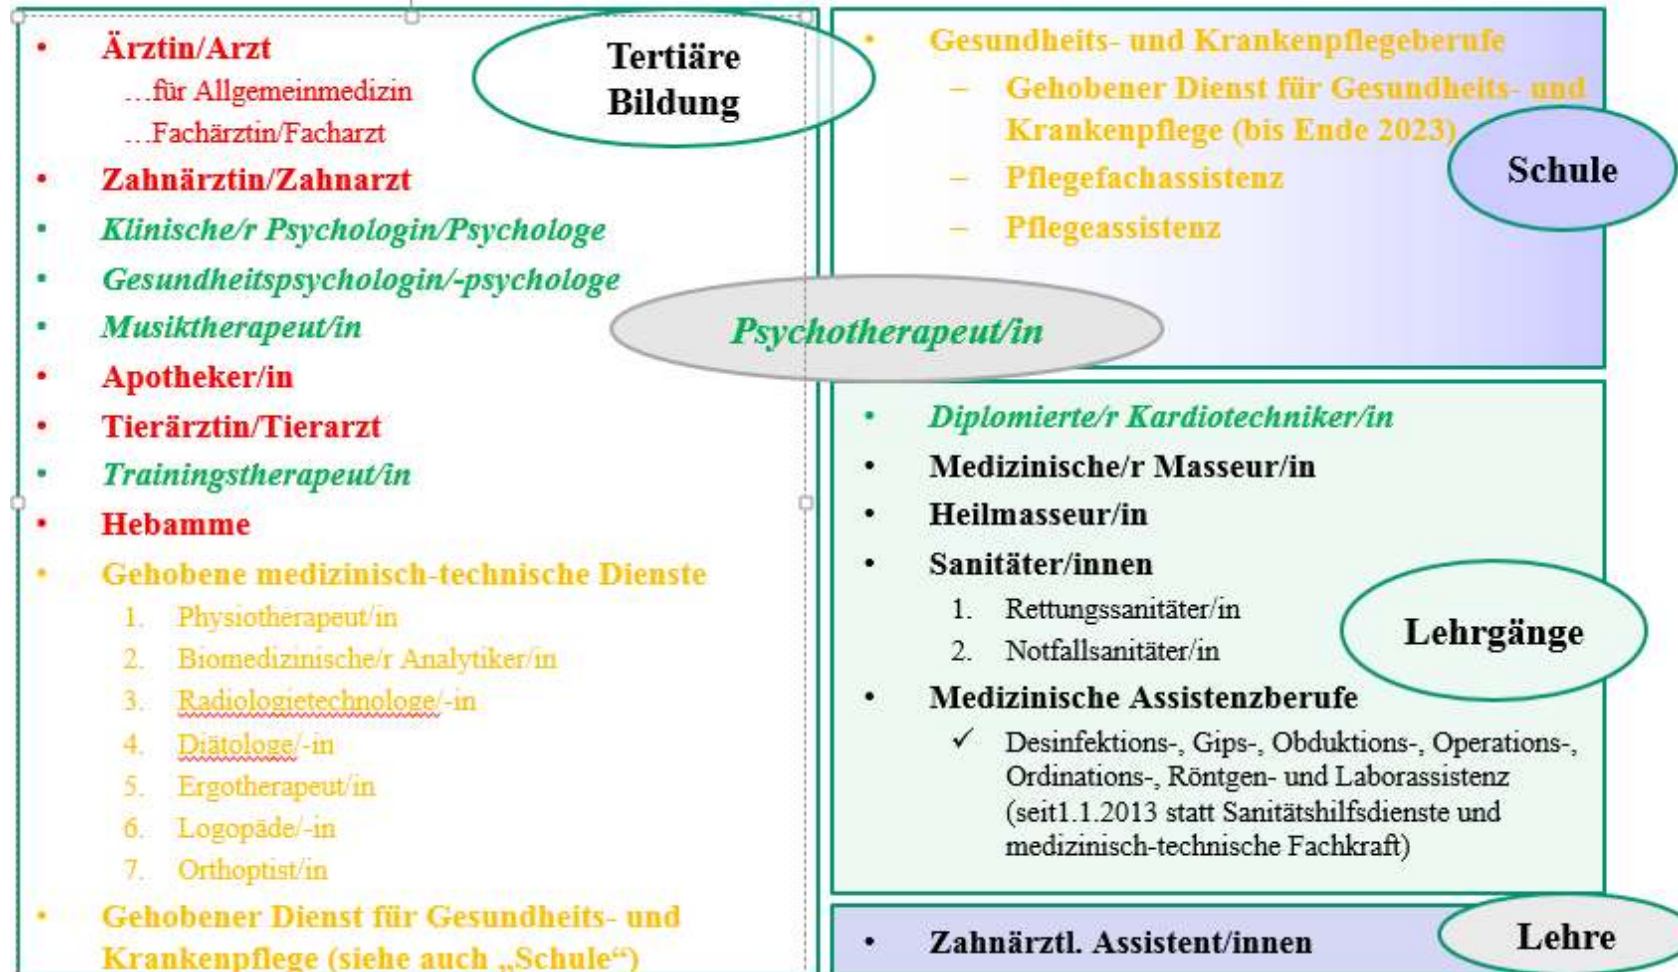 • Ärztin/Arzt
…für Allgemeinmedizin
…Fachärztin/Facharzt
• Zahnärztin/Zahnarzt
• Klinische/r Psychologin/Psychologe
• Gesundheitspsychologin/-psychologe
• Musiktherapeut/in
• Apotheker/in
• Tierärztin/Tierarzt
• Trainingstherapeut/in
• Hebamme
• Gehobene medizinisch-technische Dienste
1. Physiotherapeut/in
2. Biomedizinische/r Analytiker/in
3. Radiologietechnologe/-in
4. Diätologe/-in
5. Ergotherapeut/in
6. Logopäde/-in
7. Orthoptist/in
• Gehobener Dienst für Gesundheits- und
Krankenpflege (siehe auch „Schule“)
Tertiäre
Bildung
• Gesundheits- und Krankenpflegeberufe
– Gehobener Dienst für Gesundheits- und
Krankenpflege (bis Ende 2023)
– Pflegefachassistenz
– Pflegeassistenz
Schule
Psychotherapeut/in
• Diplomierte/r Kardiotechniker/in
• Medizinische/r Masseur/in
• Heilmasseur/in
• Sanitäter/innen
1. Rettungssanitäter/in
2. Notfallsanitäter/in
• Medizinische Assistenzberufe
✓ Desinfektions-, Gips-, Obduktions-, Operations-,
Ordinations-, Röntgen- und Laborassistenz
(seit1.1.2013 statt Sanitätshilfsdienste und
medizinisch-technische Fachkraft)
Lehrgänge
• Zahnärztl. Assistent/innen
Lehre